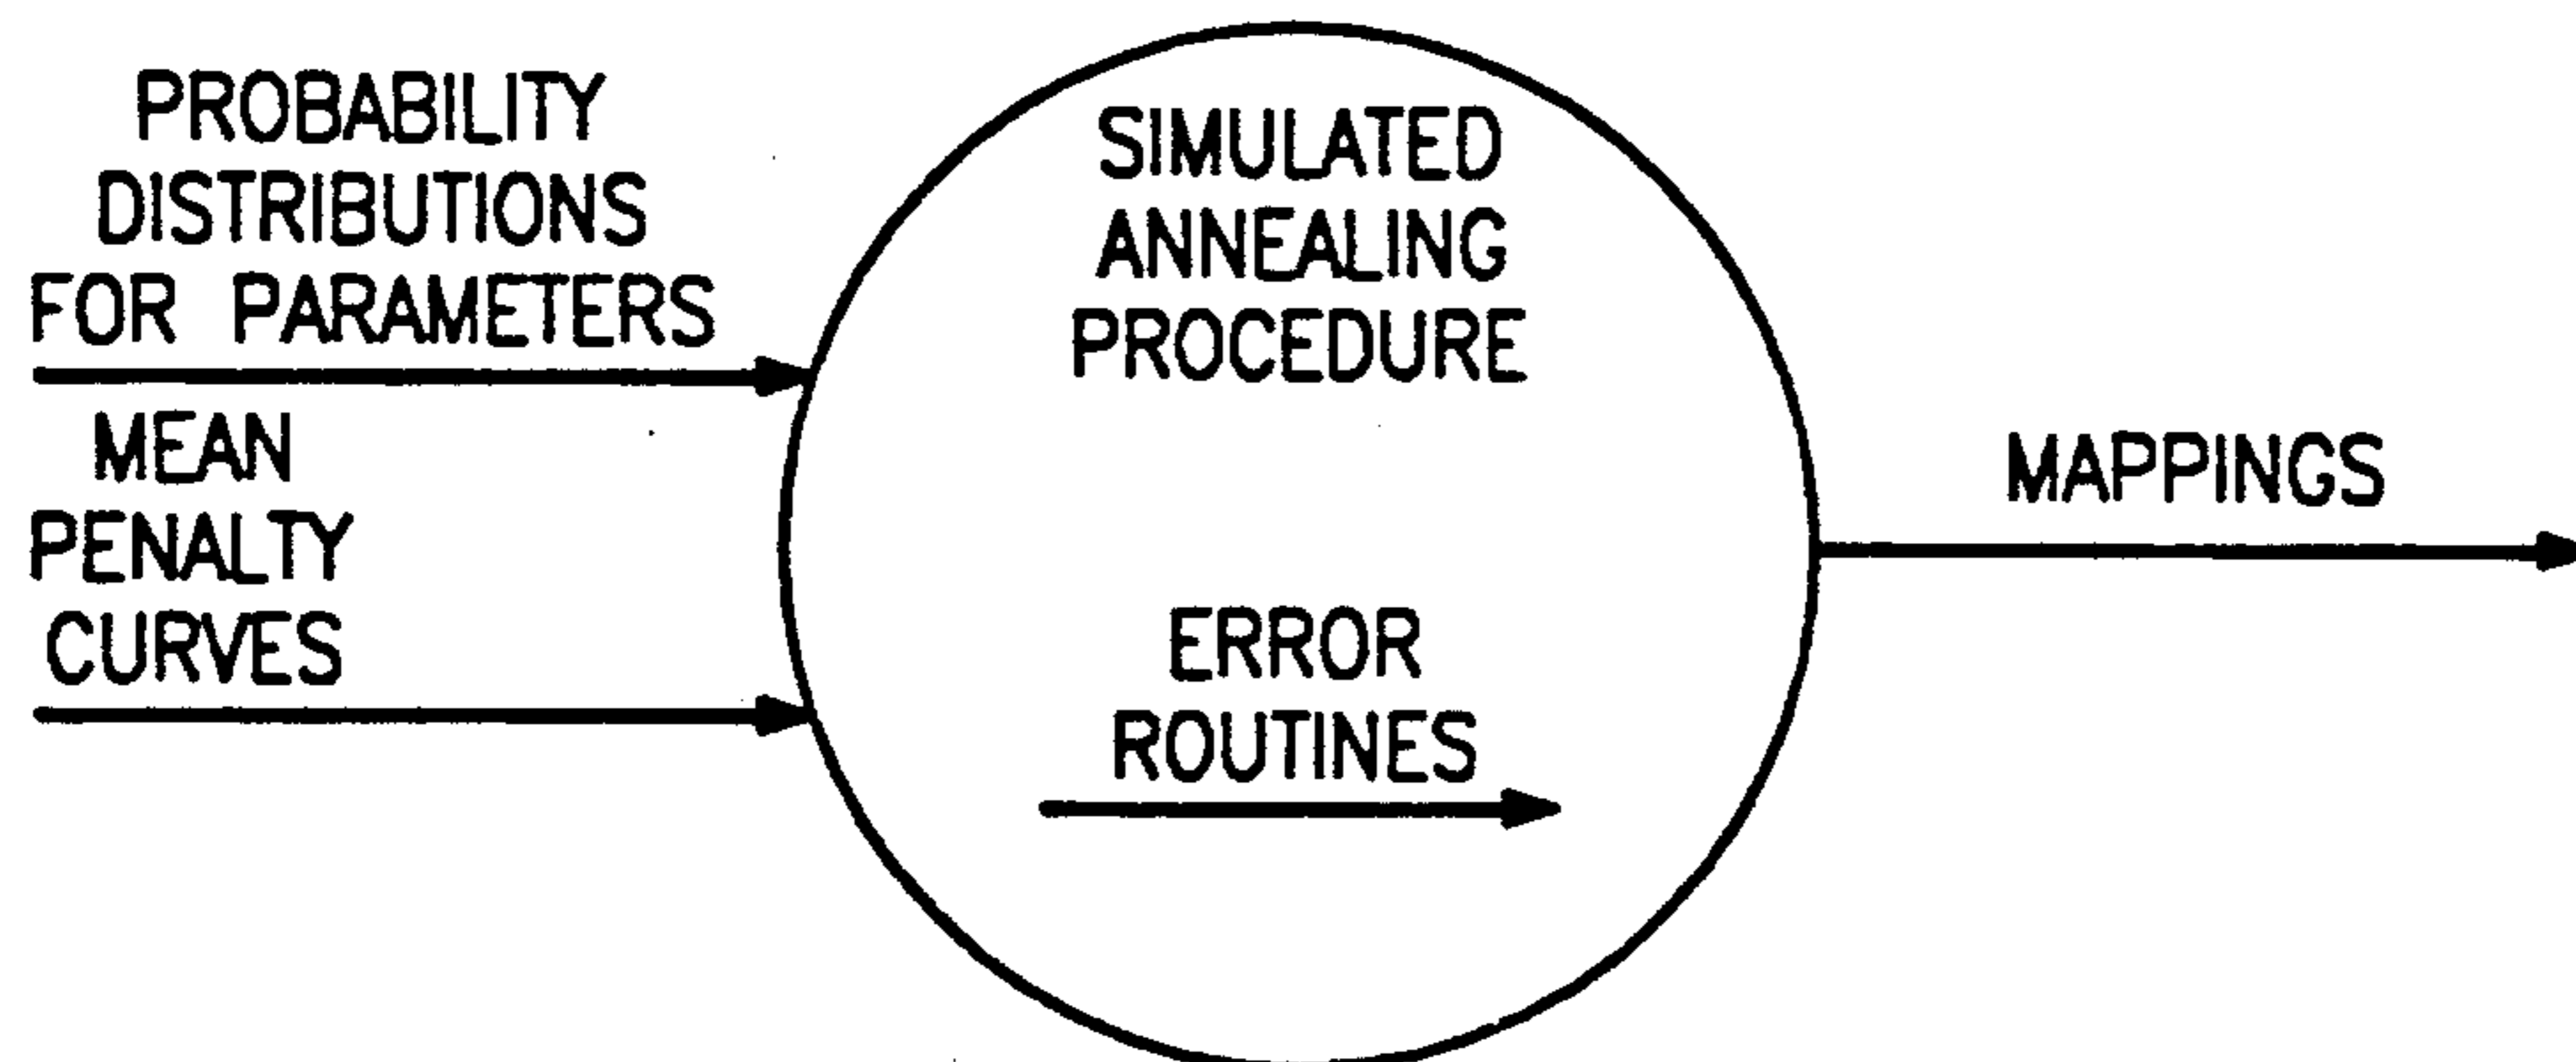 PROBABILITY
DISTRIBUTIONS
FOR PARAMETERS
MEAN
PENALTY
CURVES
SIMULATED
ANNEALING
PROCEDURE
ERROR
ROUTINES
MAPPINGS